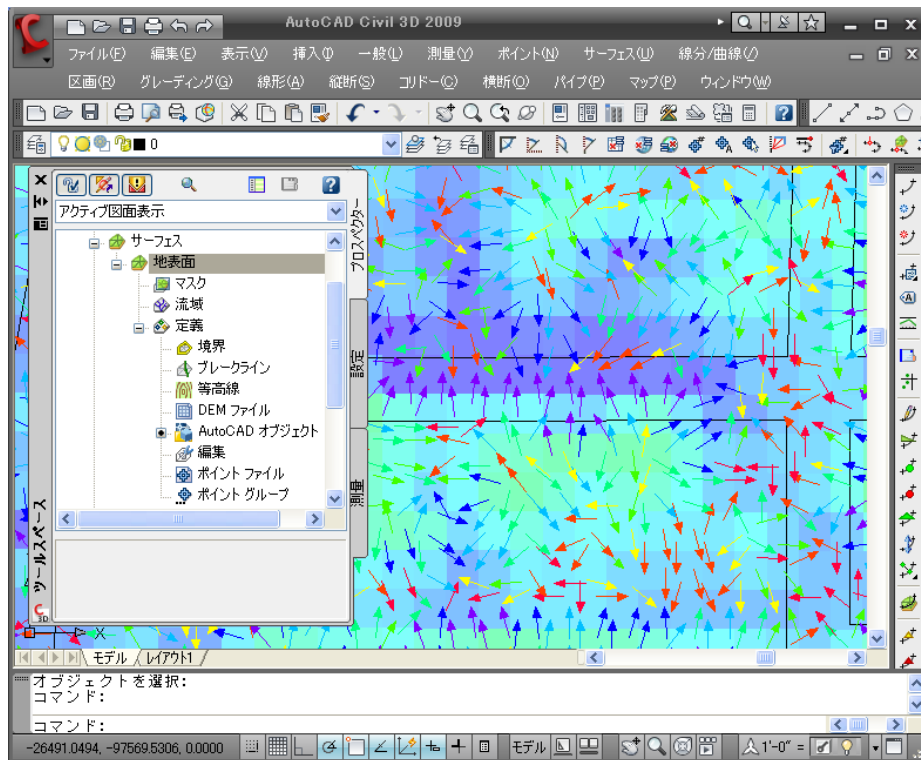 AutoCAD Civil 3D 2009
ファイル(F) 編集(E) 表示(V) 挿入(I) 一般(L) 測量(Y) ポイント(N) サーフェス(U) 線分/曲線(/)
区画(R) グレーディング(G) 線形(A) 縦断(S) コリドー(C) 横断(O) パイプ(P) マップ(P) ウィンドウ(W)
0
アクティブ図面表示
サーフェス
地表面
マスク
流域
定義
境界
ブレークライン
等高線
DEM ファイル
AutoCAD オブジェクト
編集
ポイント ファイル
ポイント グループ
プロスペクター
設定
測量
ツールスペース
X
モデル レイアウト1
オブジェクトを選択:
コマンド:
コマンド:
-26491.0494, -97569.5306, 0.0000 モデル 1'-0" =